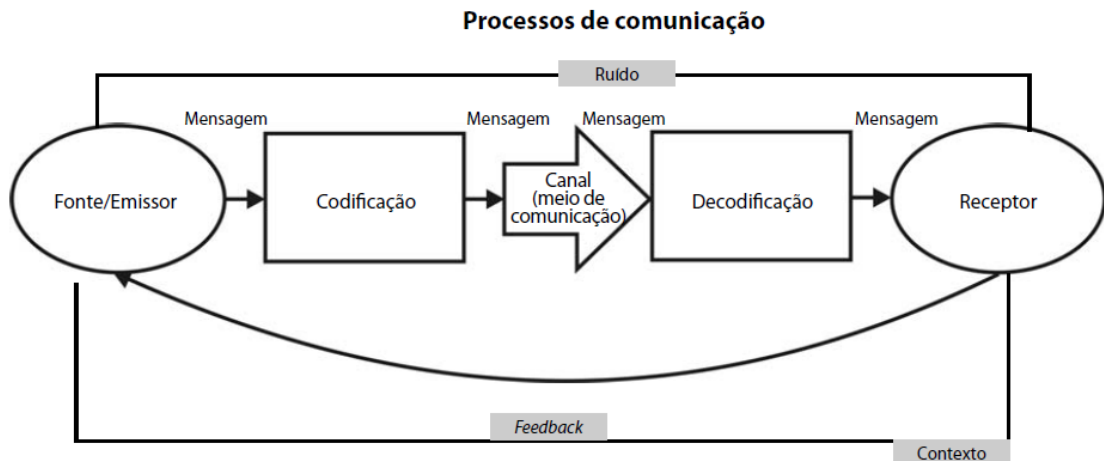 Processos de comunicação
Ruído
Mensagem
Mensagem
Mensagem
Mensagem
Fonte/Emissor
Codificação
Canal
(meio de
comunicação)
Decodificação
Receptor
Feedback
Contexto